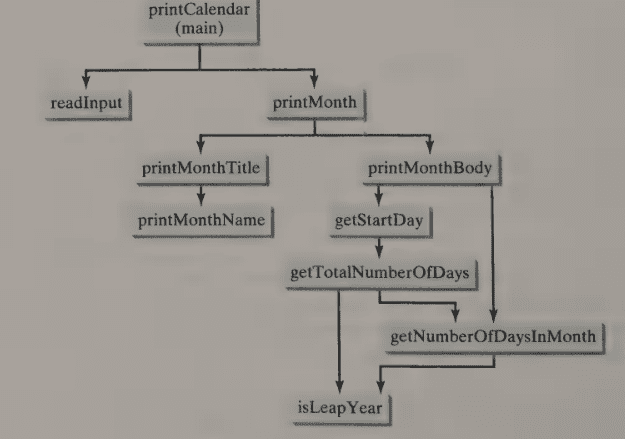 printCalendar
(main)
readInput
printMonth
printMonthTitle
printMonthBody
printMonthName
getStartDay
getTotalNumberOfDays
getNumberOfDaysInMonth
isLeapYear